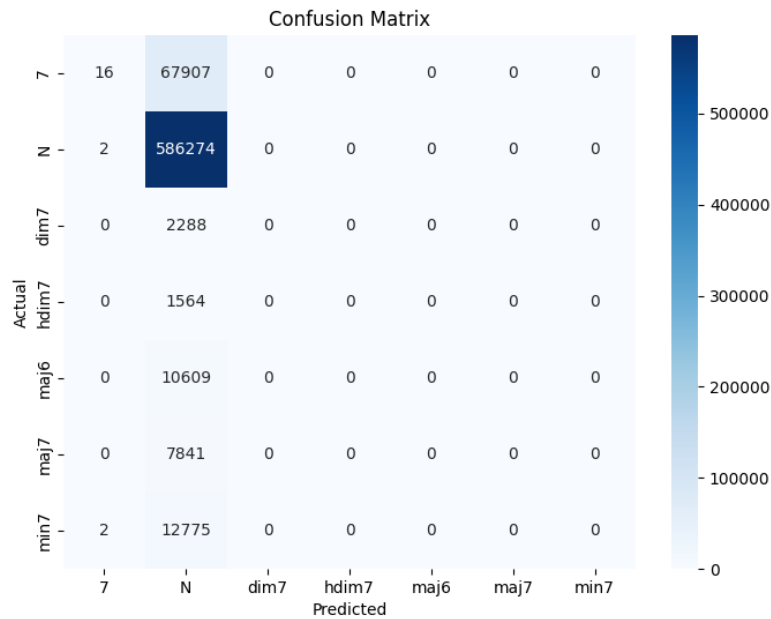 Confusion Matrix
7 16 67907 0 0 0 0 0
N 2 586274 0 0 0 0 0
dim7 0 2288 0 0 0 0 0
hdim7 0 1564 0 0 0 0 0
maj6 0 10609 0 0 0 0 0
maj7 0 7841 0 0 0 0 0
min7 2 12775 0 0 0 0 0
7 N dim7 hdim7 maj6 maj7 min7
Predicted
Actual
500000
400000
300000
200000
100000
0